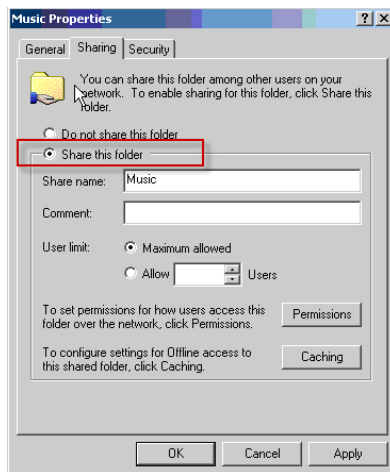 Music Properties
General Sharing Security
You can share this folder among other users on your
network. To enable sharing for this folder, click Share this
folder.
Do not share this folder
Share this folder
Share name: Music
Comment:
User limit: Maximum allowed
Allow Users
To set permissions for how users access this
folder over the network, click Permissions.
Permissions
To configure settings for Offline access to
this shared folder, click Caching.
Caching
OK Cancel Apply